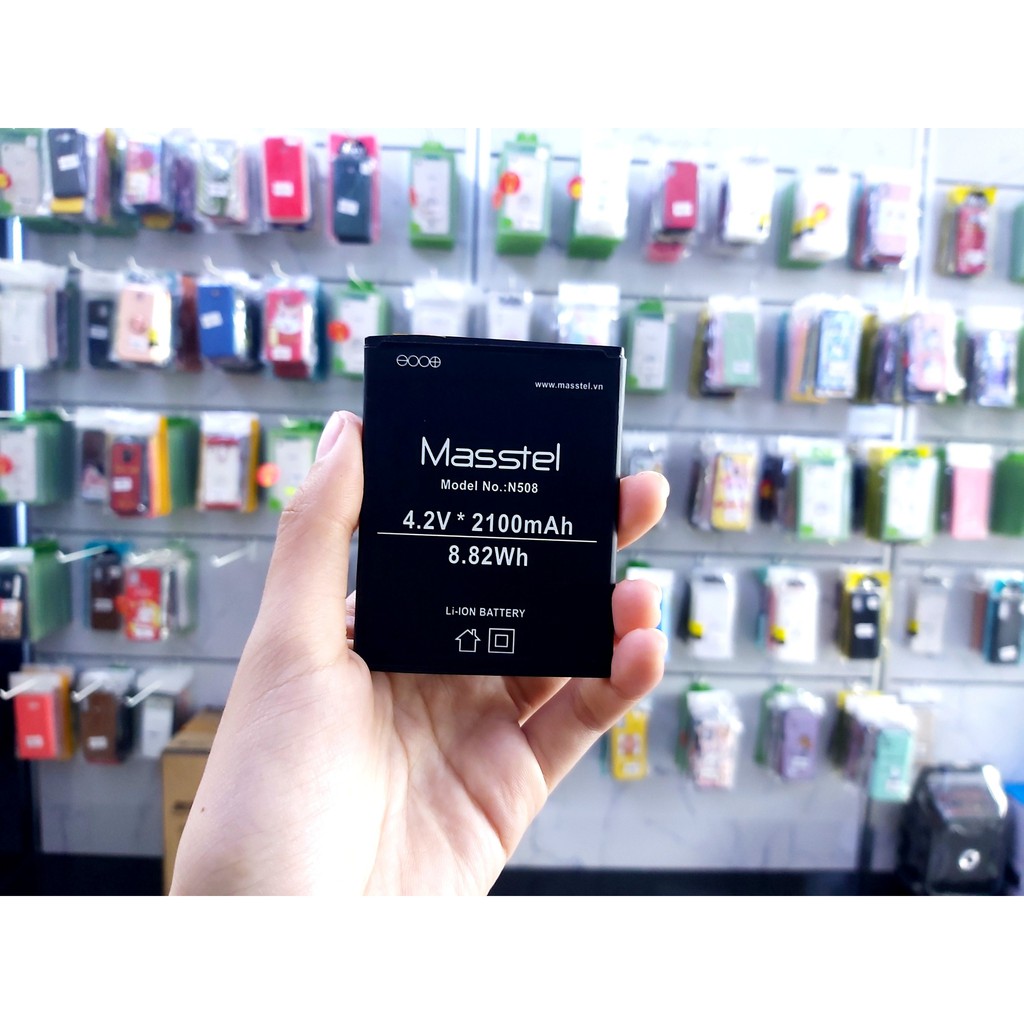 www.masstel.vn
Masstel
Model No.:N508
4.2V * 2100mAh
8.82Wh
Li-ION BATTERY